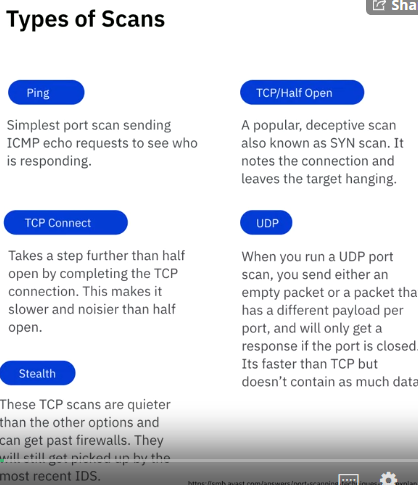 Sha
Types of Scans
Ping
Simplest port scan sending
ICMP echo requests to see who
is responding.
TCP/Half Open
A popular, deceptive scan
also known as SYN scan. It
notes the connection and
leaves the target hanging.
TCP Connect
Takes a step further than half
open by completing the TCP
connection. This makes it
slower and noisier than half
open.
UDP
When you run a UDP port
scan, you send either an
empty packet or a packet tha
has a different payload per
port, and will only get a
response if the port is closed.
Its faster than TCP but
doesn't contain as much data
Stealth
These TCP scans are quieter
than the other options and
can get past firewalls. They
will still get picked up by the
most recent IDS.